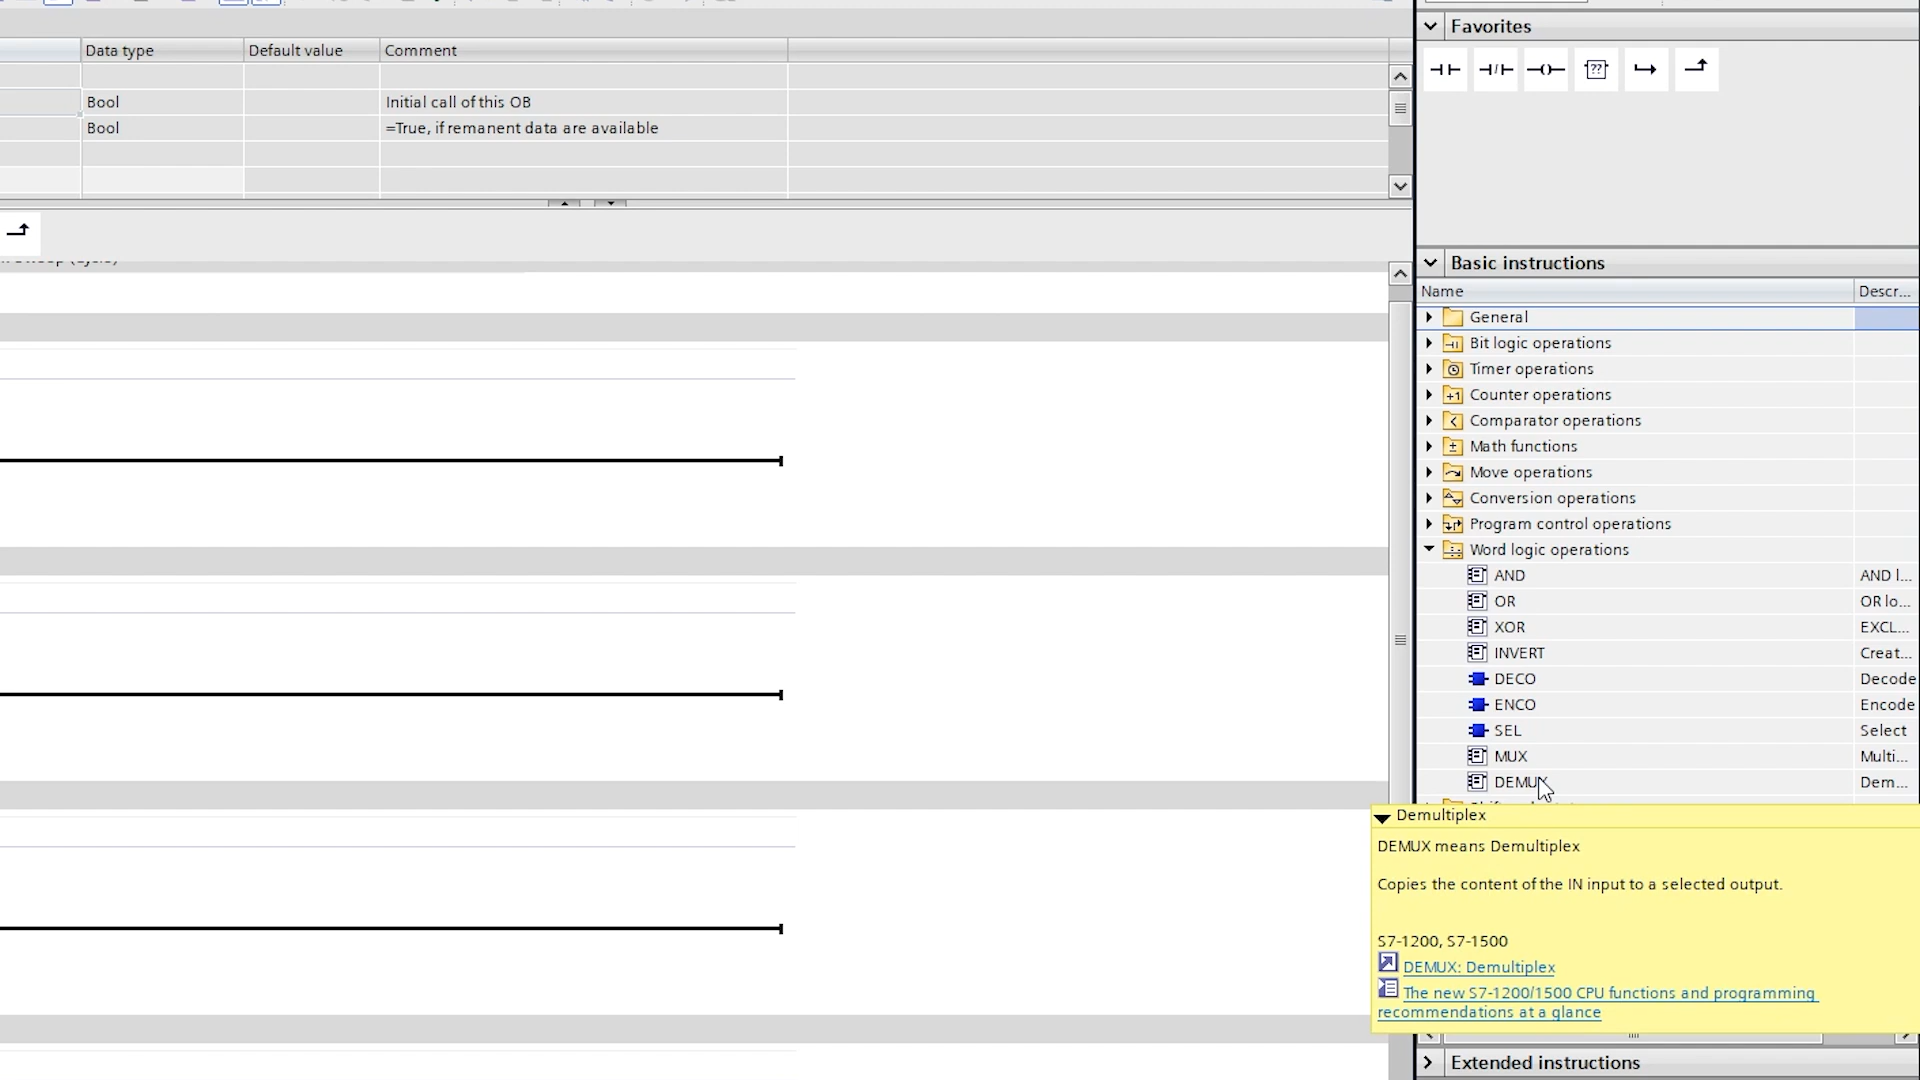 Data type Default value Comment
Bool Initial call of this OB
Bool =True, if remanent data are available
Favorites
??
Basic instructions
Name Descr...
General
Bit logic operations
Timer operations
Counter operations
Comparator operations
Math functions
Move operations
Conversion operations
Program control operations
Word logic operations
AND AND l...
OR OR lo...
XOR EXCL...
INVERT Creat...
DECO Decode
ENCO Encode
SEL Select
MUX Multi...
DEMUX Dem...
Demultiplex
DEMUX means Demultiplex
Copies the content of the IN input to a selected output.
S7-1200, S7-1500
DEMUX: Demultiplex
The new S7-1200/1500 CPU functions and programming
recommendations at a glance
Extended instructions